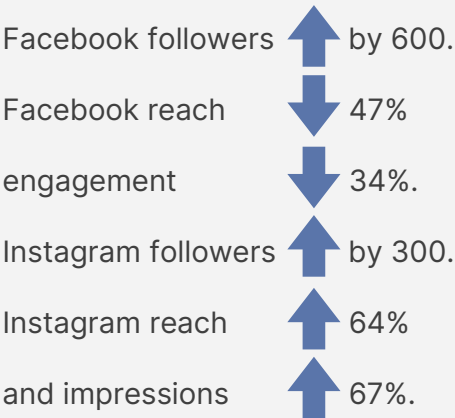 Facebook followers by 600.
Facebook reach 47%
engagement 34%.
Instagram followers by 300.
Instagram reach 64%
and impressions 67%.